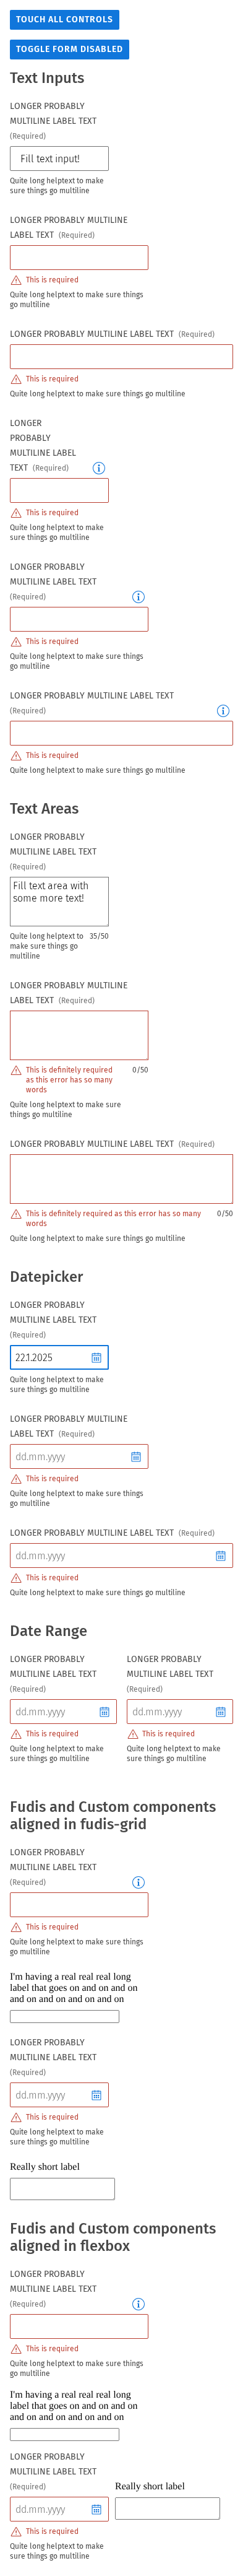 TOUCH ALL CONTROLS
TOGGLE FORM DISABLED
Text Inputs
LONGER PROBABLY
MULTILINE LABEL TEXT
(Required)
Fill text input!
Quite long helptext to make
sure things go multiline
LONGER PROBABLY MULTILINE
LABEL TEXT (Required)
This is required
Quite long helptext to make sure things
go multiline
LONGER PROBABLY MULTILINE LABEL TEXT (Required)
This is required
Quite long helptext to make sure things go multiline
LONGER
PROBABLY
MULTILINE LABEL
TEXT (Required)
This is required
Quite long helptext to make
sure things go multiline
LONGER PROBABLY
MULTILINE LABEL TEXT
(Required)
This is required
Quite long helptext to make sure things
go multiline
LONGER PROBABLY MULTILINE LABEL TEXT
(Required)
This is required
Quite long helptext to make sure things go multiline
Text Areas
LONGER PROBABLY
MULTILINE LABEL TEXT
(Required)
Fill text area with
some more text!
Quite long helptext to 35/50
make sure things go
multiline
LONGER PROBABLY MULTILINE
LABEL TEXT (Required)
This is definitely required 0/50
as this error has so many
words
Quite long helptext to make sure
things go multiline
LONGER PROBABLY MULTILINE LABEL TEXT (Required)
This is definitely required as this error has so many 0/50
words
Quite long helptext to make sure things go multiline
Datepicker
LONGER PROBABLY
MULTILINE LABEL TEXT
(Required)
22.1.2025
Quite long helptext to make
sure things go multiline
LONGER PROBABLY MULTILINE
LABEL TEXT (Required)
dd.mm.yyyy
This is required
Quite long helptext to make sure things
go multiline
LONGER PROBABLY MULTILINE LABEL TEXT (Required)
dd.mm.yyyy
This is required
Quite long helptext to make sure things go multiline
Date Range
LONGER PROBABLY
MULTILINE LABEL TEXT
(Required)
dd.mm.yyyy
This is required
Quite long helptext to make
sure things go multiline
LONGER PROBABLY
MULTILINE LABEL TEXT
(Required)
dd.mm.yyyy
This is required
Quite long helptext to make
sure things go multiline
Fudis and Custom components
aligned in fudis-grid
LONGER PROBABLY
MULTILINE LABEL TEXT
(Required)
This is required
Quite long helptext to make sure things
go multiline
I'm having a real real real long
label that goes on and on and on
and on and on and on and on
LONGER PROBABLY
MULTILINE LABEL TEXT
(Required)
dd.mm.yyyy
This is required
Quite long helptext to make
sure things go multiline
Really short label
Fudis and Custom components
aligned in flexbox
LONGER PROBABLY
MULTILINE LABEL TEXT
(Required)
This is required
Quite long helptext to make sure things
go multiline
I'm having a real real real long
label that goes on and on and on
and on and on and on and on
LONGER PROBABLY
MULTILINE LABEL TEXT
(Required)
dd.mm.yyyy
This is required
Quite long helptext to make
sure things go multiline
Really short label